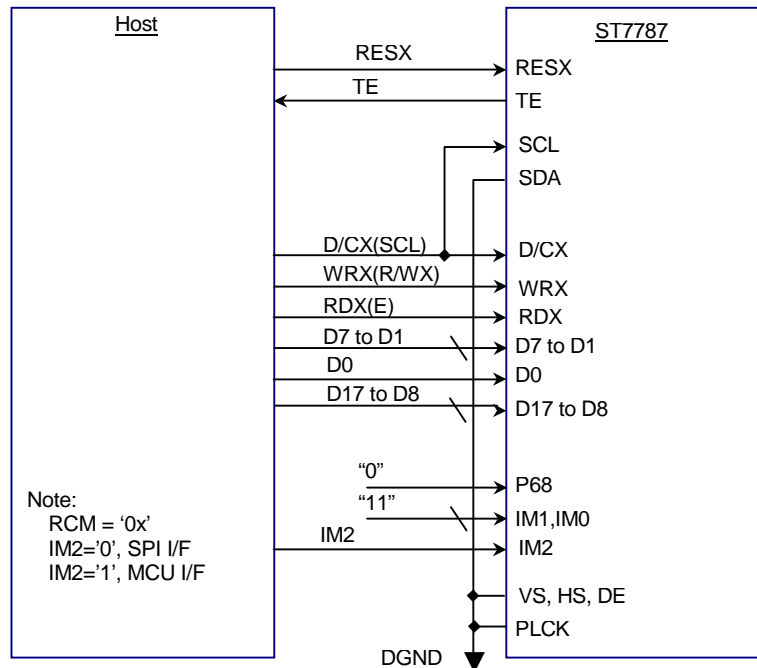 Host
ST7787
RESX
RESX
TE
TE
SCL
SDA
D/CX(SCL)
D/CX
WRX(R/WX)
WRX
RDX(E)
RDX
D7 to D1
D7 to D1
D0
D0
D17 to D8
D17 to D8
“0”
P68
“11”
IM1,IM0
IM2
IM2
Note:
RCM = ‘0x’
IM2=‘0’, SPI I/F
IM2=‘1’, MCU I/F
VS, HS, DE
PLCK
DGND